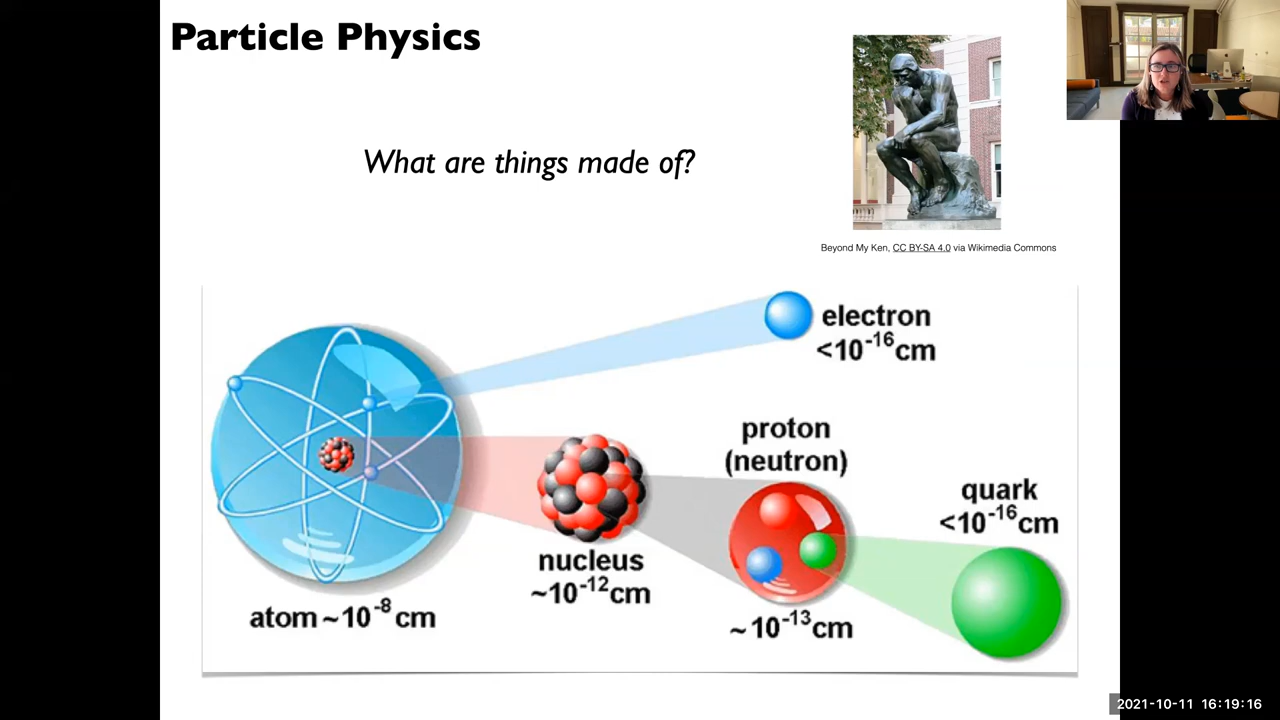 Particle Physics
What are things made of?
Beyond My Ken, CC BY-SA 4.0 via Wikimedia Commons
electron
<10⁻¹⁶cm
proton
(neutron)
quark
<10⁻¹⁶cm
nucleus
~10⁻¹²cm
atom ~10⁻⁸ cm
~10⁻¹³cm
2021-10-11 16:19:16